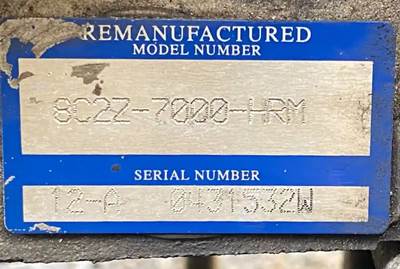 REMANUFACTURED
MODEL NUMBER
8C2Z-7000-HRM
SERIAL NUMBER
12-A 0431532W